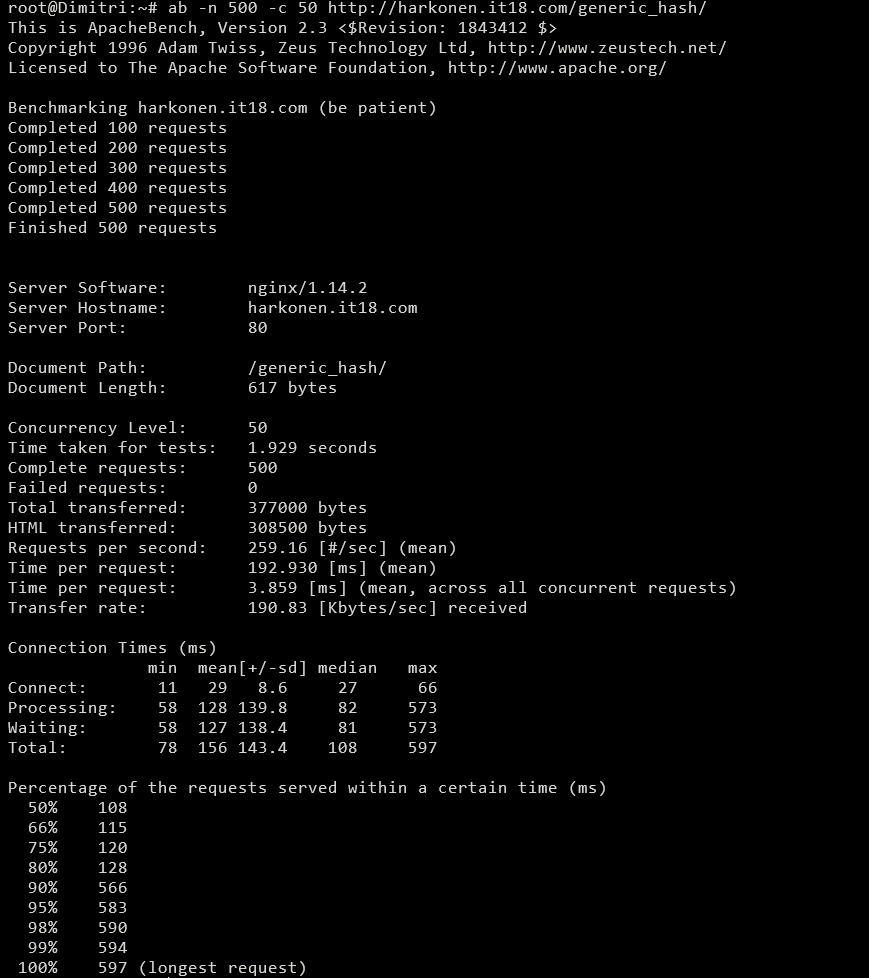 root@Dimitri:~# ab -n 500 -c 50 http://harkonen.it18.com/generic_hash/
This is ApacheBench, Version 2.3 <$Revision: 1843412 $>
Copyright 1996 Adam Twiss, Zeus Technology Ltd, http://www.zeustech.net/
Licensed to The Apache Software Foundation, http://www.apache.org/

Benchmarking harkonen.it18.com (be patient)
Completed 100 requests
Completed 200 requests
Completed 300 requests
Completed 400 requests
Completed 500 requests
Finished 500 requests


Server Software:        nginx/1.14.2
Server Hostname:        harkonen.it18.com
Server Port:            80

Document Path:          /generic_hash/
Document Length:        617 bytes

Concurrency Level:      50
Time taken for tests:   1.929 seconds
Complete requests:      500
Failed requests:        0
Total transferred:      377000 bytes
HTML transferred:       308500 bytes
Requests per second:    259.16 [#/sec] (mean)
Time per request:       192.930 [ms] (mean)
Time per request:       3.859 [ms] (mean, across all concurrent requests)
Transfer rate:          190.83 [Kbytes/sec] received

Connection Times (ms)
              min  mean[+/-sd] median   max
Connect:       11   29   8.6     27      66
Processing:    58  128 139.8     82     573
Waiting:       58  127 138.4     81     573
Total:         78  156 143.4    108     597

Percentage of the requests served within a certain time (ms)
  50%    108
  66%    115
  75%    120
  80%    128
  90%    566
  95%    583
  98%    590
  99%    594
 100%    597 (longest request)